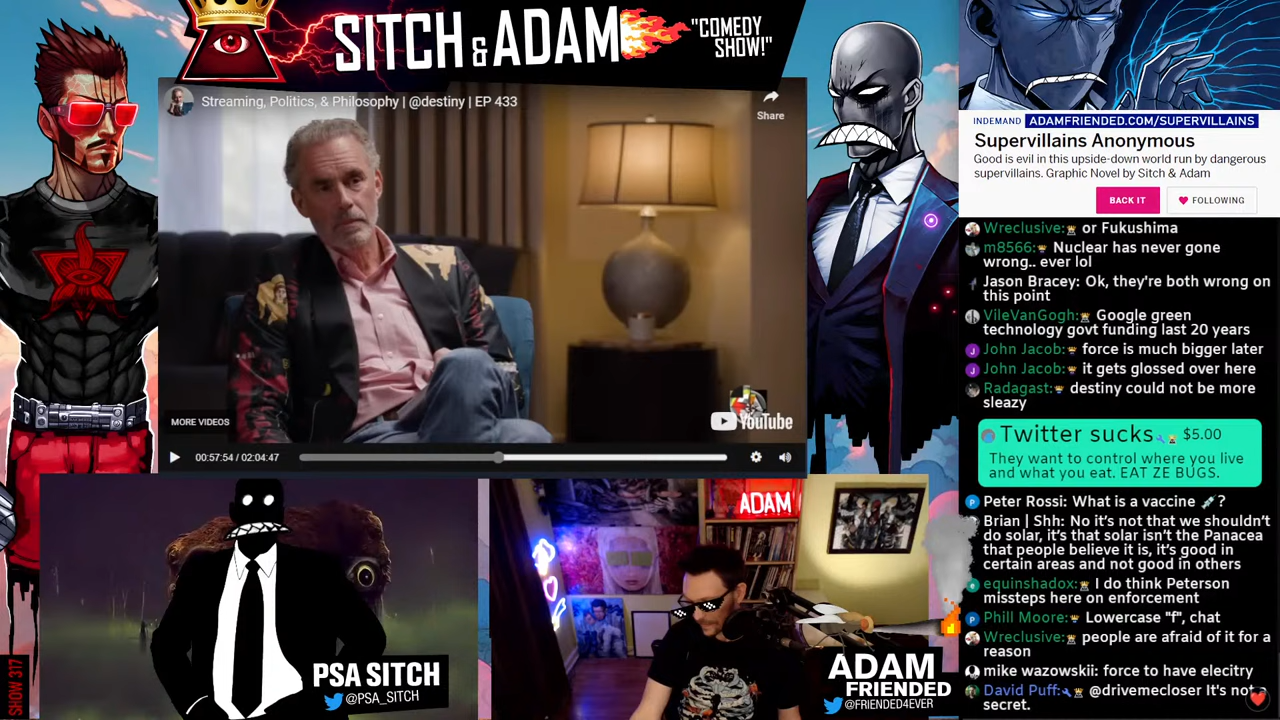 SITCH & ADAM
"COMEDY
SHOW!"
Streaming, Politics, & Philosophy | @destiny | EP 433
Share
MORE VIDEOS
YouTube
00:57:54 / 02:04:47
INDEMAND ADAMFRIENDED.COM/SUPERVILLAINS
Supervillains Anonymous
Good is evil in this upside-down world run by dangerous
supervillains. Graphic Novel by Sitch & Adam
BACK IT
FOLLOWING
Wreclusive: or Fukushima
m8566: Nuclear has never gone
wrong.. ever lol
Jason Bracey: Ok, they're both wrong on
this point
VileVanGogh: Google green
technology govt funding last 20 years
John Jacob: force is much bigger later
John Jacob: it gets glossed over here
Radagast: destiny could not be more
sleazy
Twitter sucks $5.00
They want to control where you live
and what you eat. EAT ZE BUGS.
Peter Rossi: What is a vaccine 💉?
Brian | Shh: No it's not that we shouldn't
do solar, it's that solar isn't the Panacea
that people believe it is, it's good in
certain areas and not good in others
equinshadox: I do think Peterson
missteps here on enforcement
Phill Moore: Lowercase "f", chat
Wreclusive: people are afraid of it for a
reason
mike wazowskii: force to have elecitry
David Puff: @drivemecloser It's not a
secret.
SHOW 317
PSA SITCH
@PSA_SITCH
ADAM
ADAM
FRIENDED
@FRIENDED4EVER